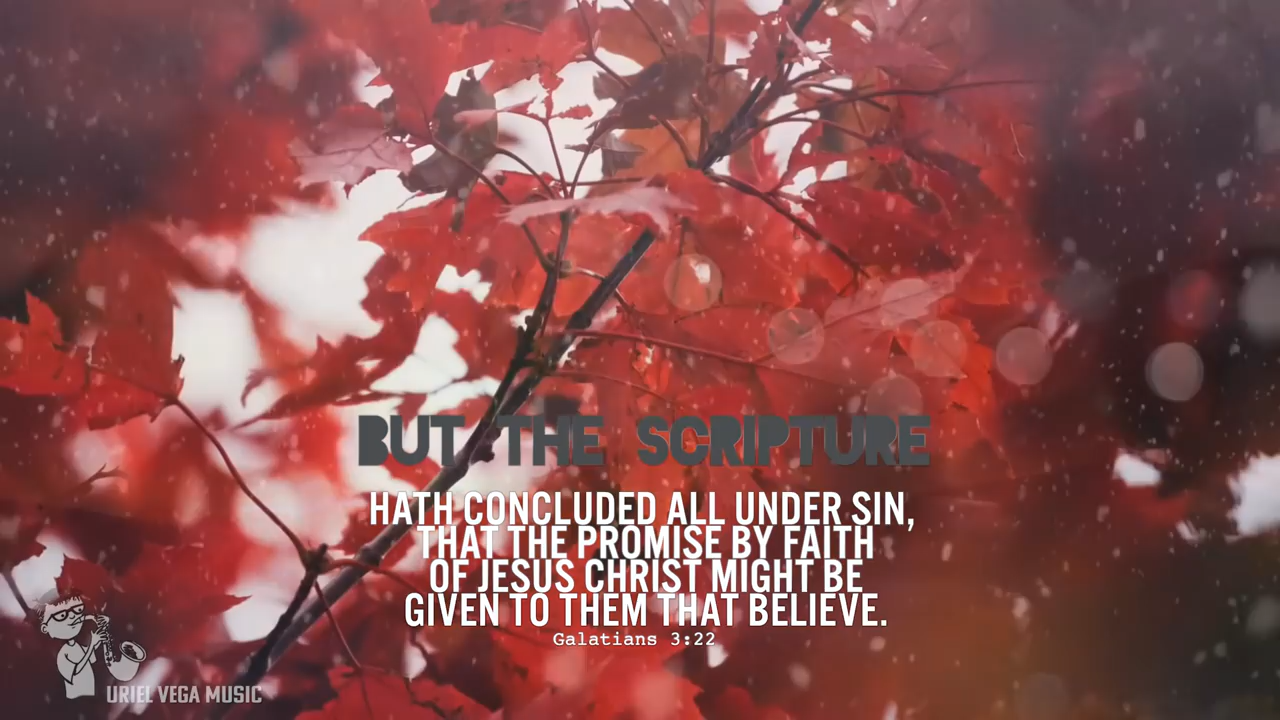 BUT THE SCRIPTURE
HATH CONCLUDED ALL UNDER SIN,
THAT THE PROMISE BY FAITH
OF JESUS CHRIST MIGHT BE
GIVEN TO THEM THAT BELIEVE.
Galatians 3:22
URIEL VEGA MUSIC